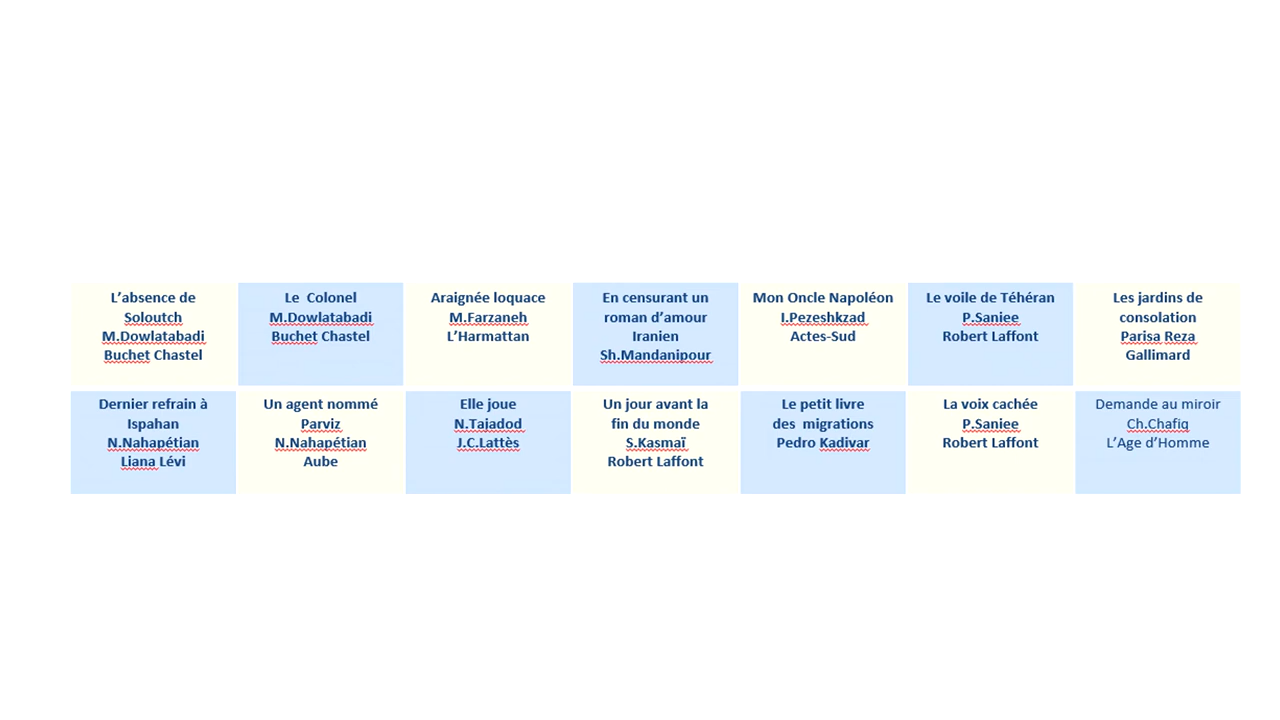 L'absence de
Soloutch
M.Dowlatabadi
Buchet Chastel
Le Colonel
M.Dowlatabadi
Buchet Chastel
Araignée loquace
M.Farzaneh
L'Harmattan
En censurant un
roman d'amour
Iranien
Sh.Mandanipour
Mon Oncle Napoléon
I.Pezeshkzad
Actes-Sud
Le voile de Téhéran
P.Saniee
Robert Laffont
Les jardins de
consolation
Parisa Reza
Gallimard
Dernier refrain à
Ispahan
N.Nahapétian
Liana Lévi
Un agent nommé
Parviz
N.Nahapétian
Aube
Elle joue
N.Tajadod
J.C.Lattès
Un jour avant la
fin du monde
S.Kasmaï
Robert Laffont
Le petit livre
des migrations
Pedro Kadivar
La voix cachée
P.Saniee
Robert Laffont
Demande au miroir
Ch.Chafiq
L'Age d'Homme